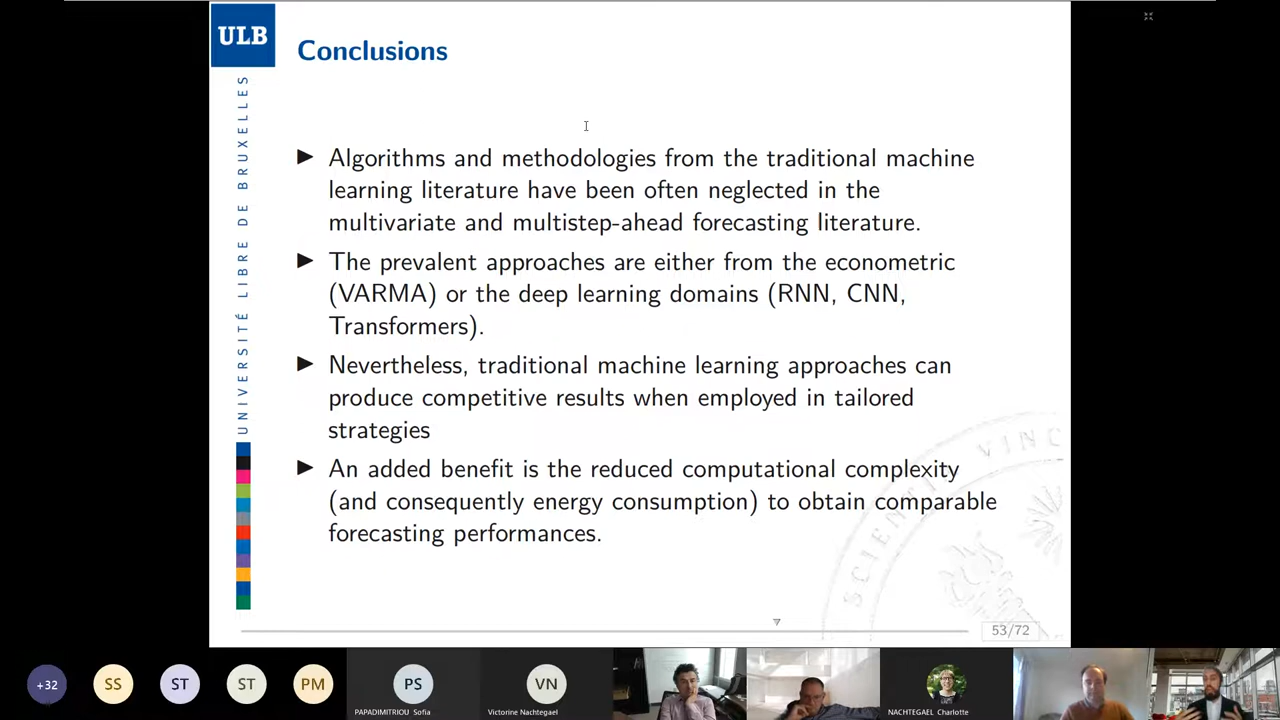 ULB
Conclusions
UNIVERSITÉ LIBRE DE BRUXELLES
Algorithms and methodologies from the traditional machine
learning literature have been often neglected in the
multivariate and multistep-ahead forecasting literature.
The prevalent approaches are either from the econometric
(VARMA) or the deep learning domains (RNN, CNN,
Transformers).
Nevertheless, traditional machine learning approaches can
produce competitive results when employed in tailored
strategies
An added benefit is the reduced computational complexity
(and consequently energy consumption) to obtain comparable
forecasting performances.
SCIENTIA VINC
53/72
+32
SS
ST
ST
PM
PS
VN
PAPADIMITRIOU Sofia
Victorine Nachtegael
NACHTEGAEL Charlotte